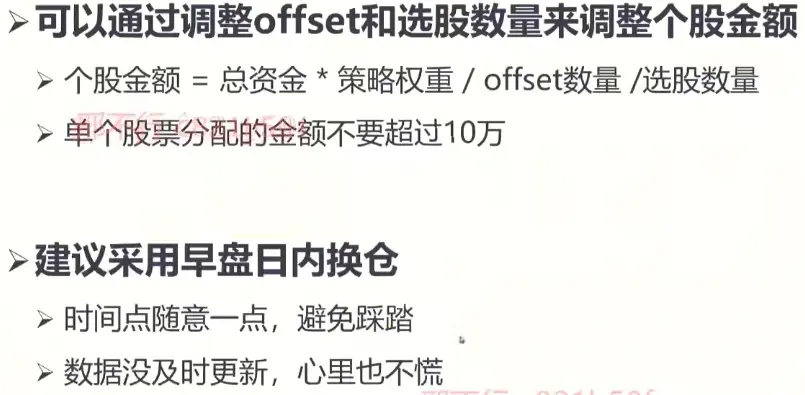 ➢可以通过调整offset和选股数量来调整个股金额
➢ 个股金额 = 总资金 * 策略权重 / offset数量 /选股数量
➢ 单个股票分配的金额不要超过10万
➢建议采用早盘日内换仓
➢ 时间点随意一点，避免踩踏
➢ 数据没及时更新，心里也不慌